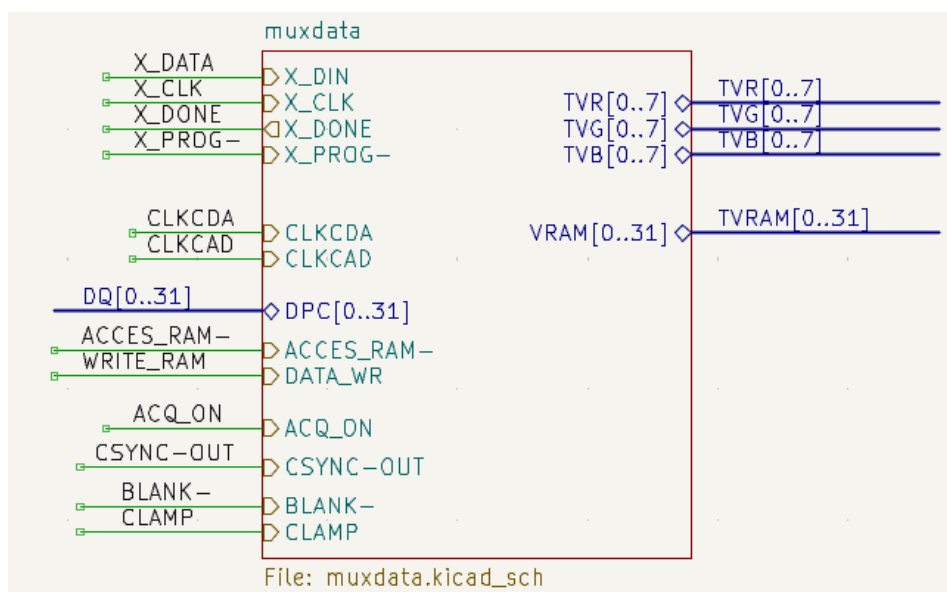 muxdata
X_DATA
X_DIN
X_CLK
X_CLK
X_DONE
X_DONE
X_PROG-
X_PROG-
TVR[0..7]
TVR[0..7]
TVG[0..7]
TVG[0..7]
TVB[0..7]
TVB[0..7]
CLKCDA
CLKCDA
CLKCAD
CLKCAD
VRAM[0..31]
TVRAM[0..31]
DQ[0..31]
DPC[0..31]
ACCES_RAM-
ACCES_RAM-
WRITE_RAM
DATA_WR
ACQ_ON
ACQ_ON
CSYNC-OUT
CSYNC-OUT
BLANK-
BLANK-
CLAMP
CLAMP
File: muxdata.kicad_sch